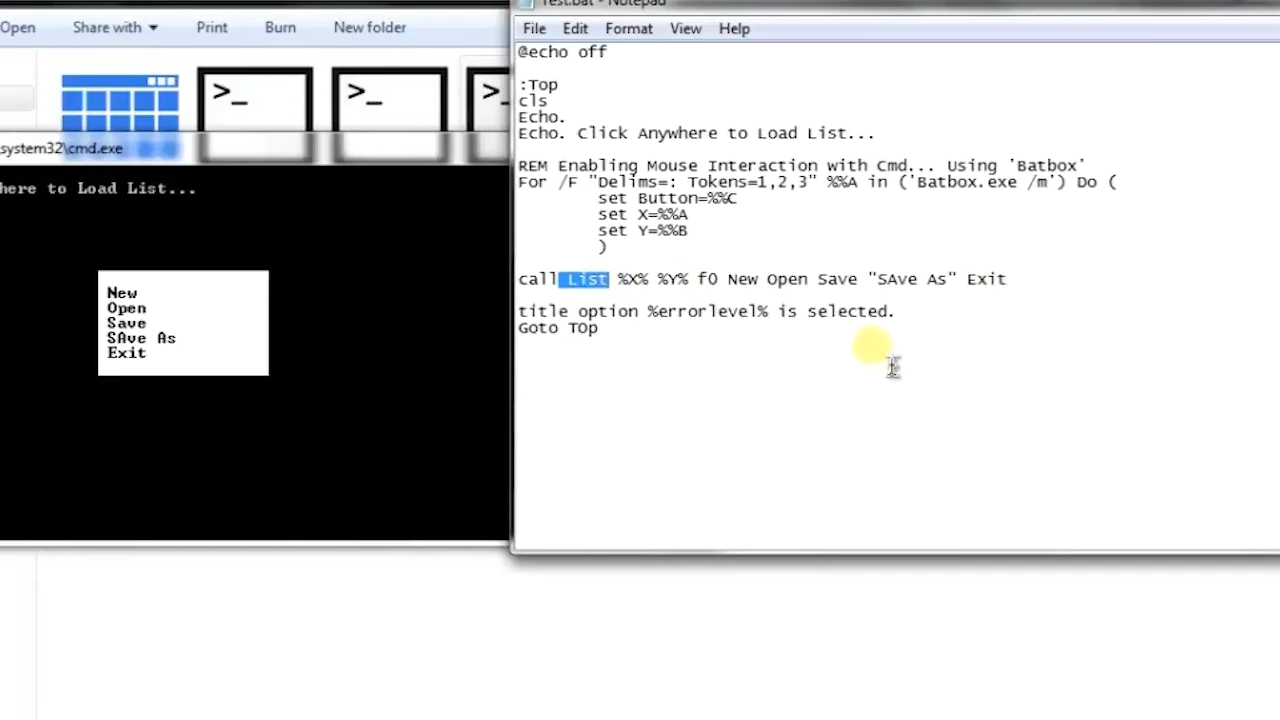 Open Share with Print Burn New folder
>_ >_ >_
system32\cmd.exe
here to Load List...
New
Open
Save
SAve As
Exit
Test.bat - Notepad
File Edit Format View Help
@echo off
:Top
cls
Echo.
Echo. Click Anywhere to Load List...
REM Enabling Mouse Interaction with Cmd... Using 'Batbox'
For /F "Delims=: Tokens=1,2,3" %%A in ('Batbox.exe /m') Do (
set Button=%%C
set X=%%A
set Y=%%B
)
call List %X% %Y% f0 New Open Save "SAve As" Exit
title option %errorlevel% is selected.
Goto TOp